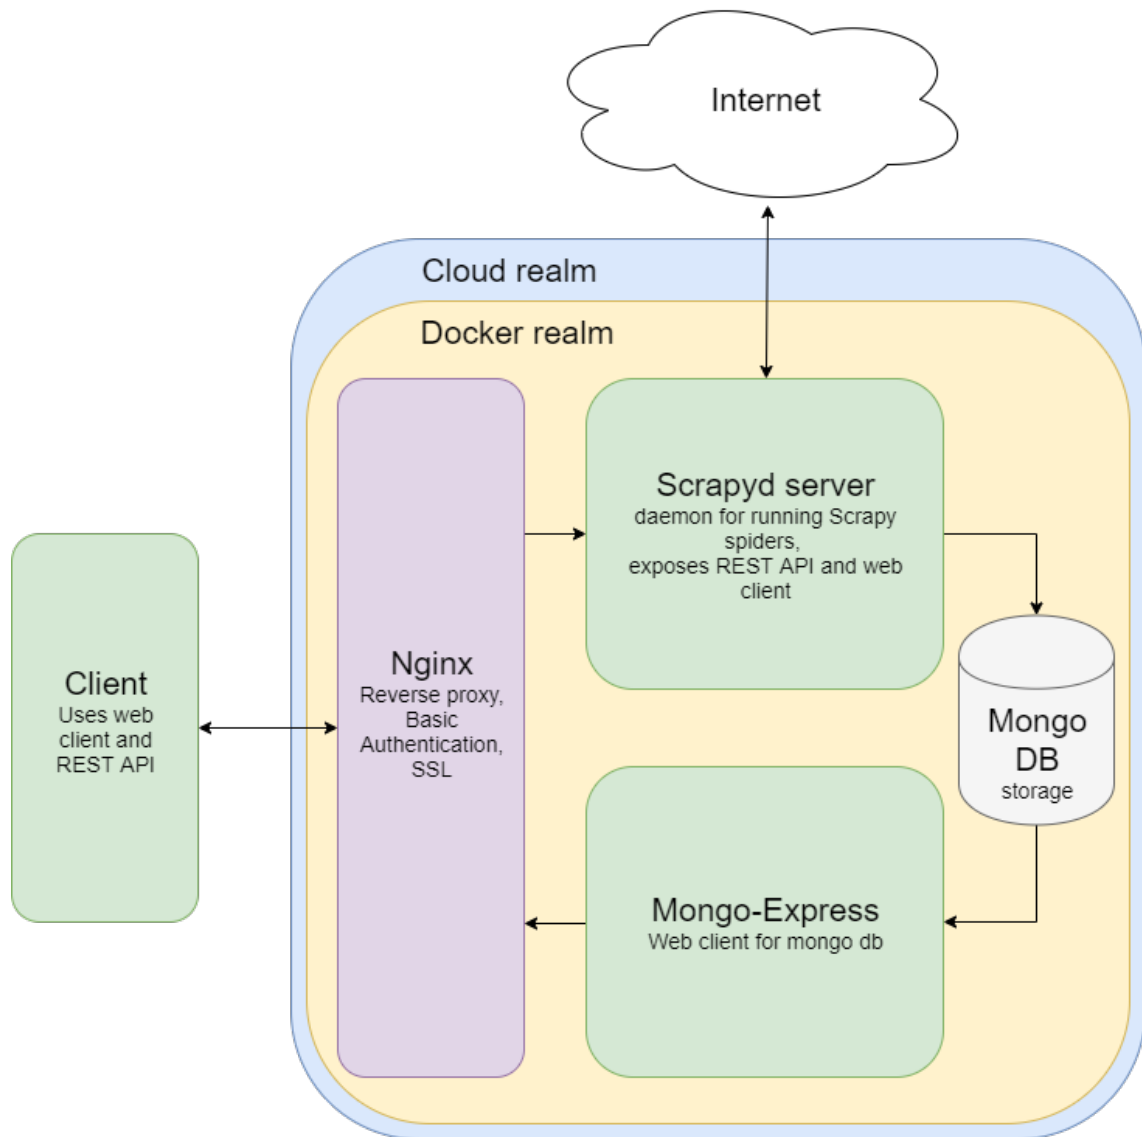 Internet
Cloud realm
Docker realm
Scrapyd server
daemon for running Scrapy
spiders,
exposes REST API and web
client
Client
Uses web
client and
REST API
Nginx
Reverse proxy,
Basic
Authentication,
SSL
Mongo
DB
storage
Mongo-Express
Web client for mongo db